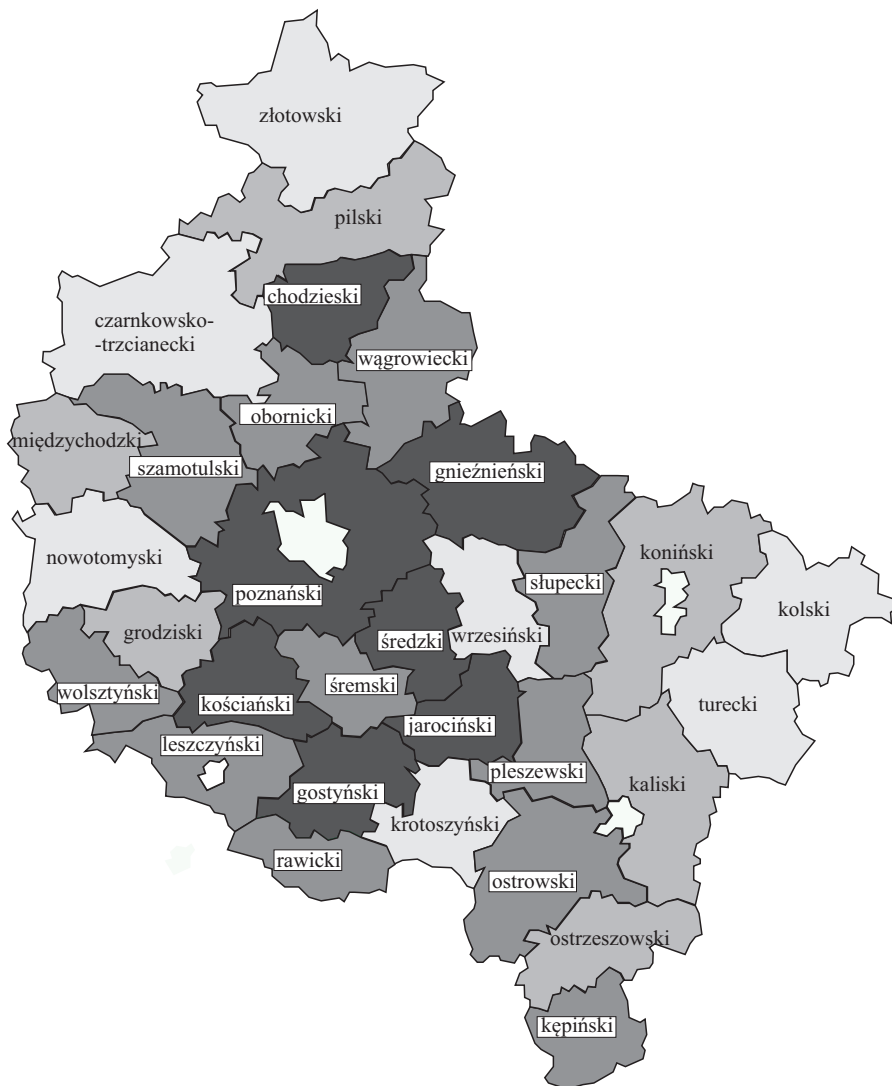 złotowski
pilski
chodzieski
czarnkowsko-
-trzcianecki
wągrowiecki
obornicki
międzychodzki
szamotulski
gnieźnieński
nowotomyski
koniński
słupecki
poznański
kolski
grodziski
średzki
wrzesiński
wolsztyński
śremski
kościański
turecki
jarociński
leszczyński
pleszewski
kaliski
gostyński
krotoszyński
rawicki
ostrowski
ostrzeszowski
kępiński